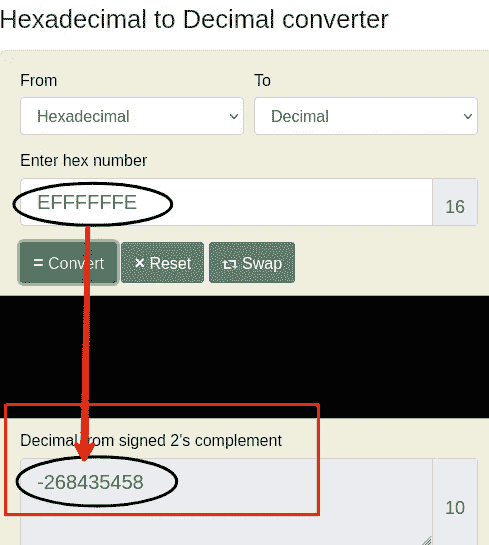 Hexadecimal to Decimal converter
From To
Hexadecimal Decimal
Enter hex number
EFFFFFFE 16
= Convert × Reset Swap
Decimal from signed 2's complement
-268435458 10